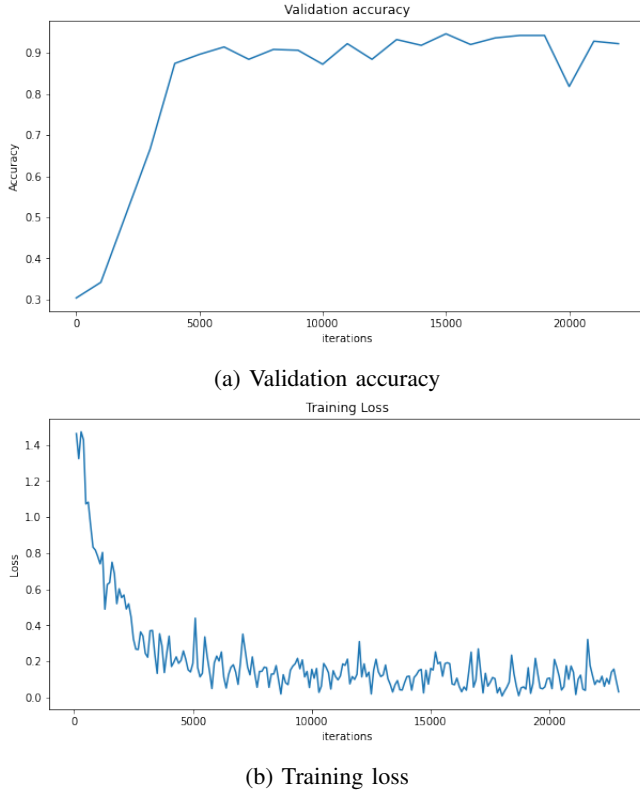 Validation accuracy
0.9
0.8
0.7
0.6
0.5
0.4
0.3
Accuracy
0 5000 10000 15000 20000
iterations
(a) Validation accuracy
Training Loss
1.4
1.2
1.0
0.8
0.6
0.4
0.2
0.0
Loss
0 5000 10000 15000 20000
iterations
(b) Training loss